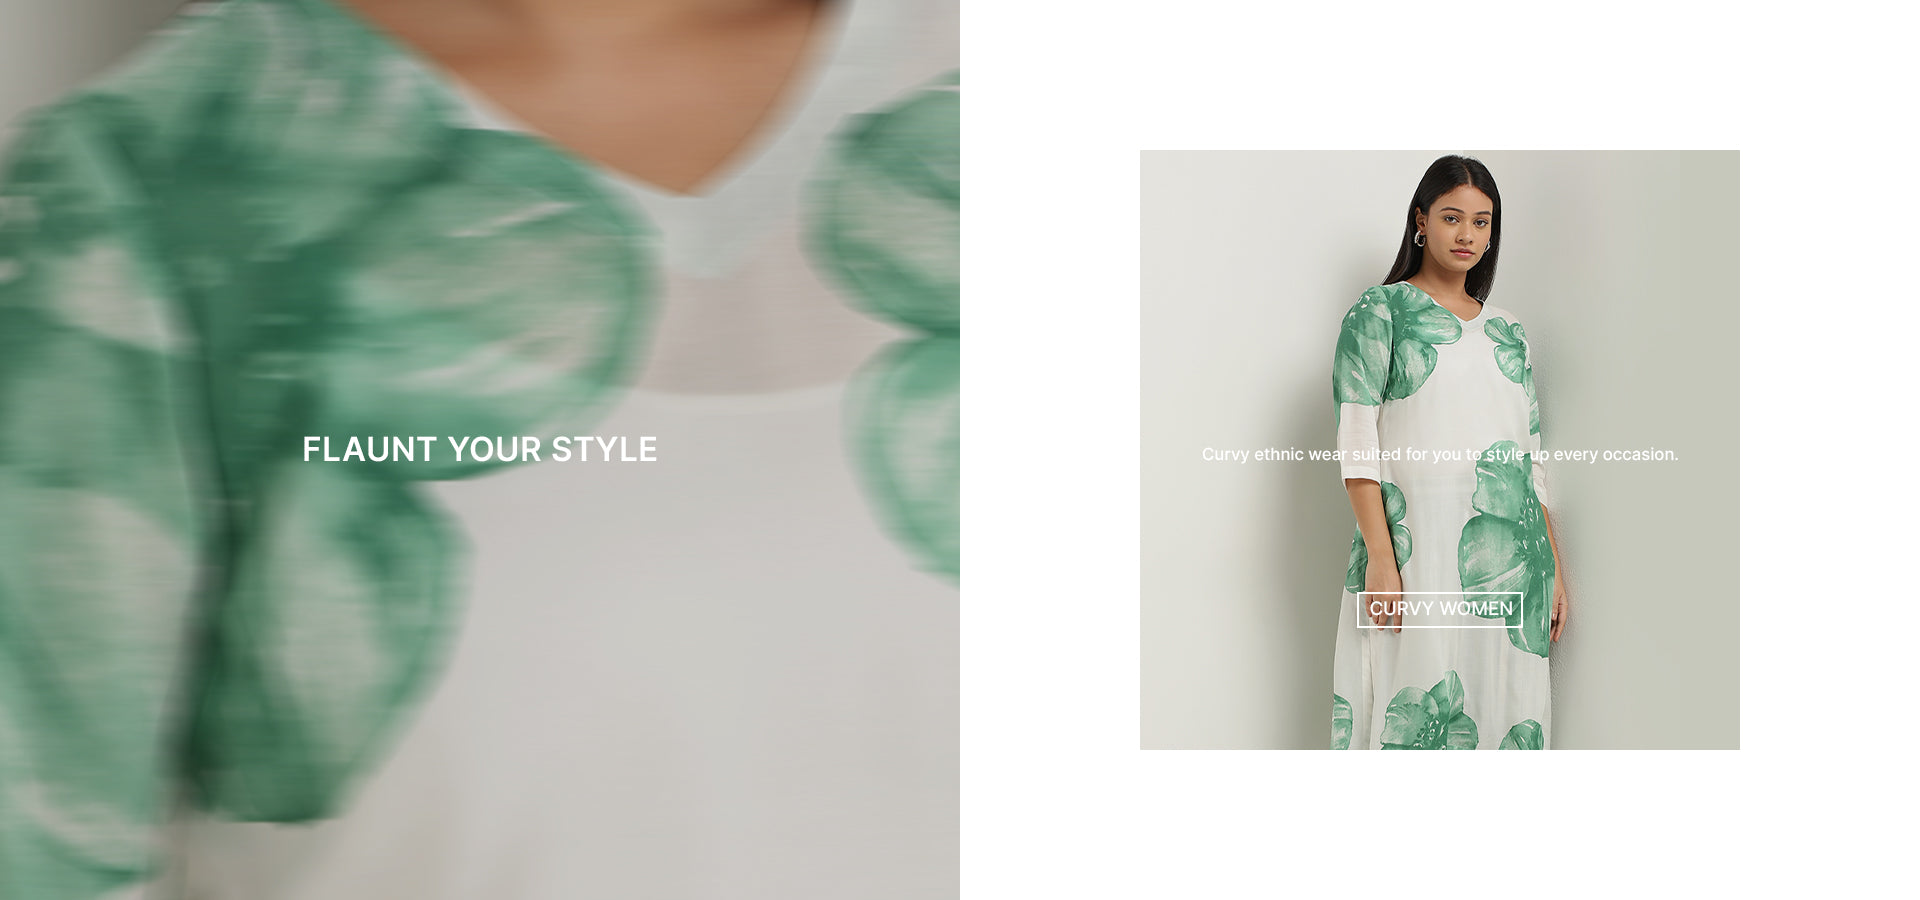 FLAUNT YOUR STYLE
Curvy ethnic wear suited for you to style up every occasion.
CURVY WOMEN